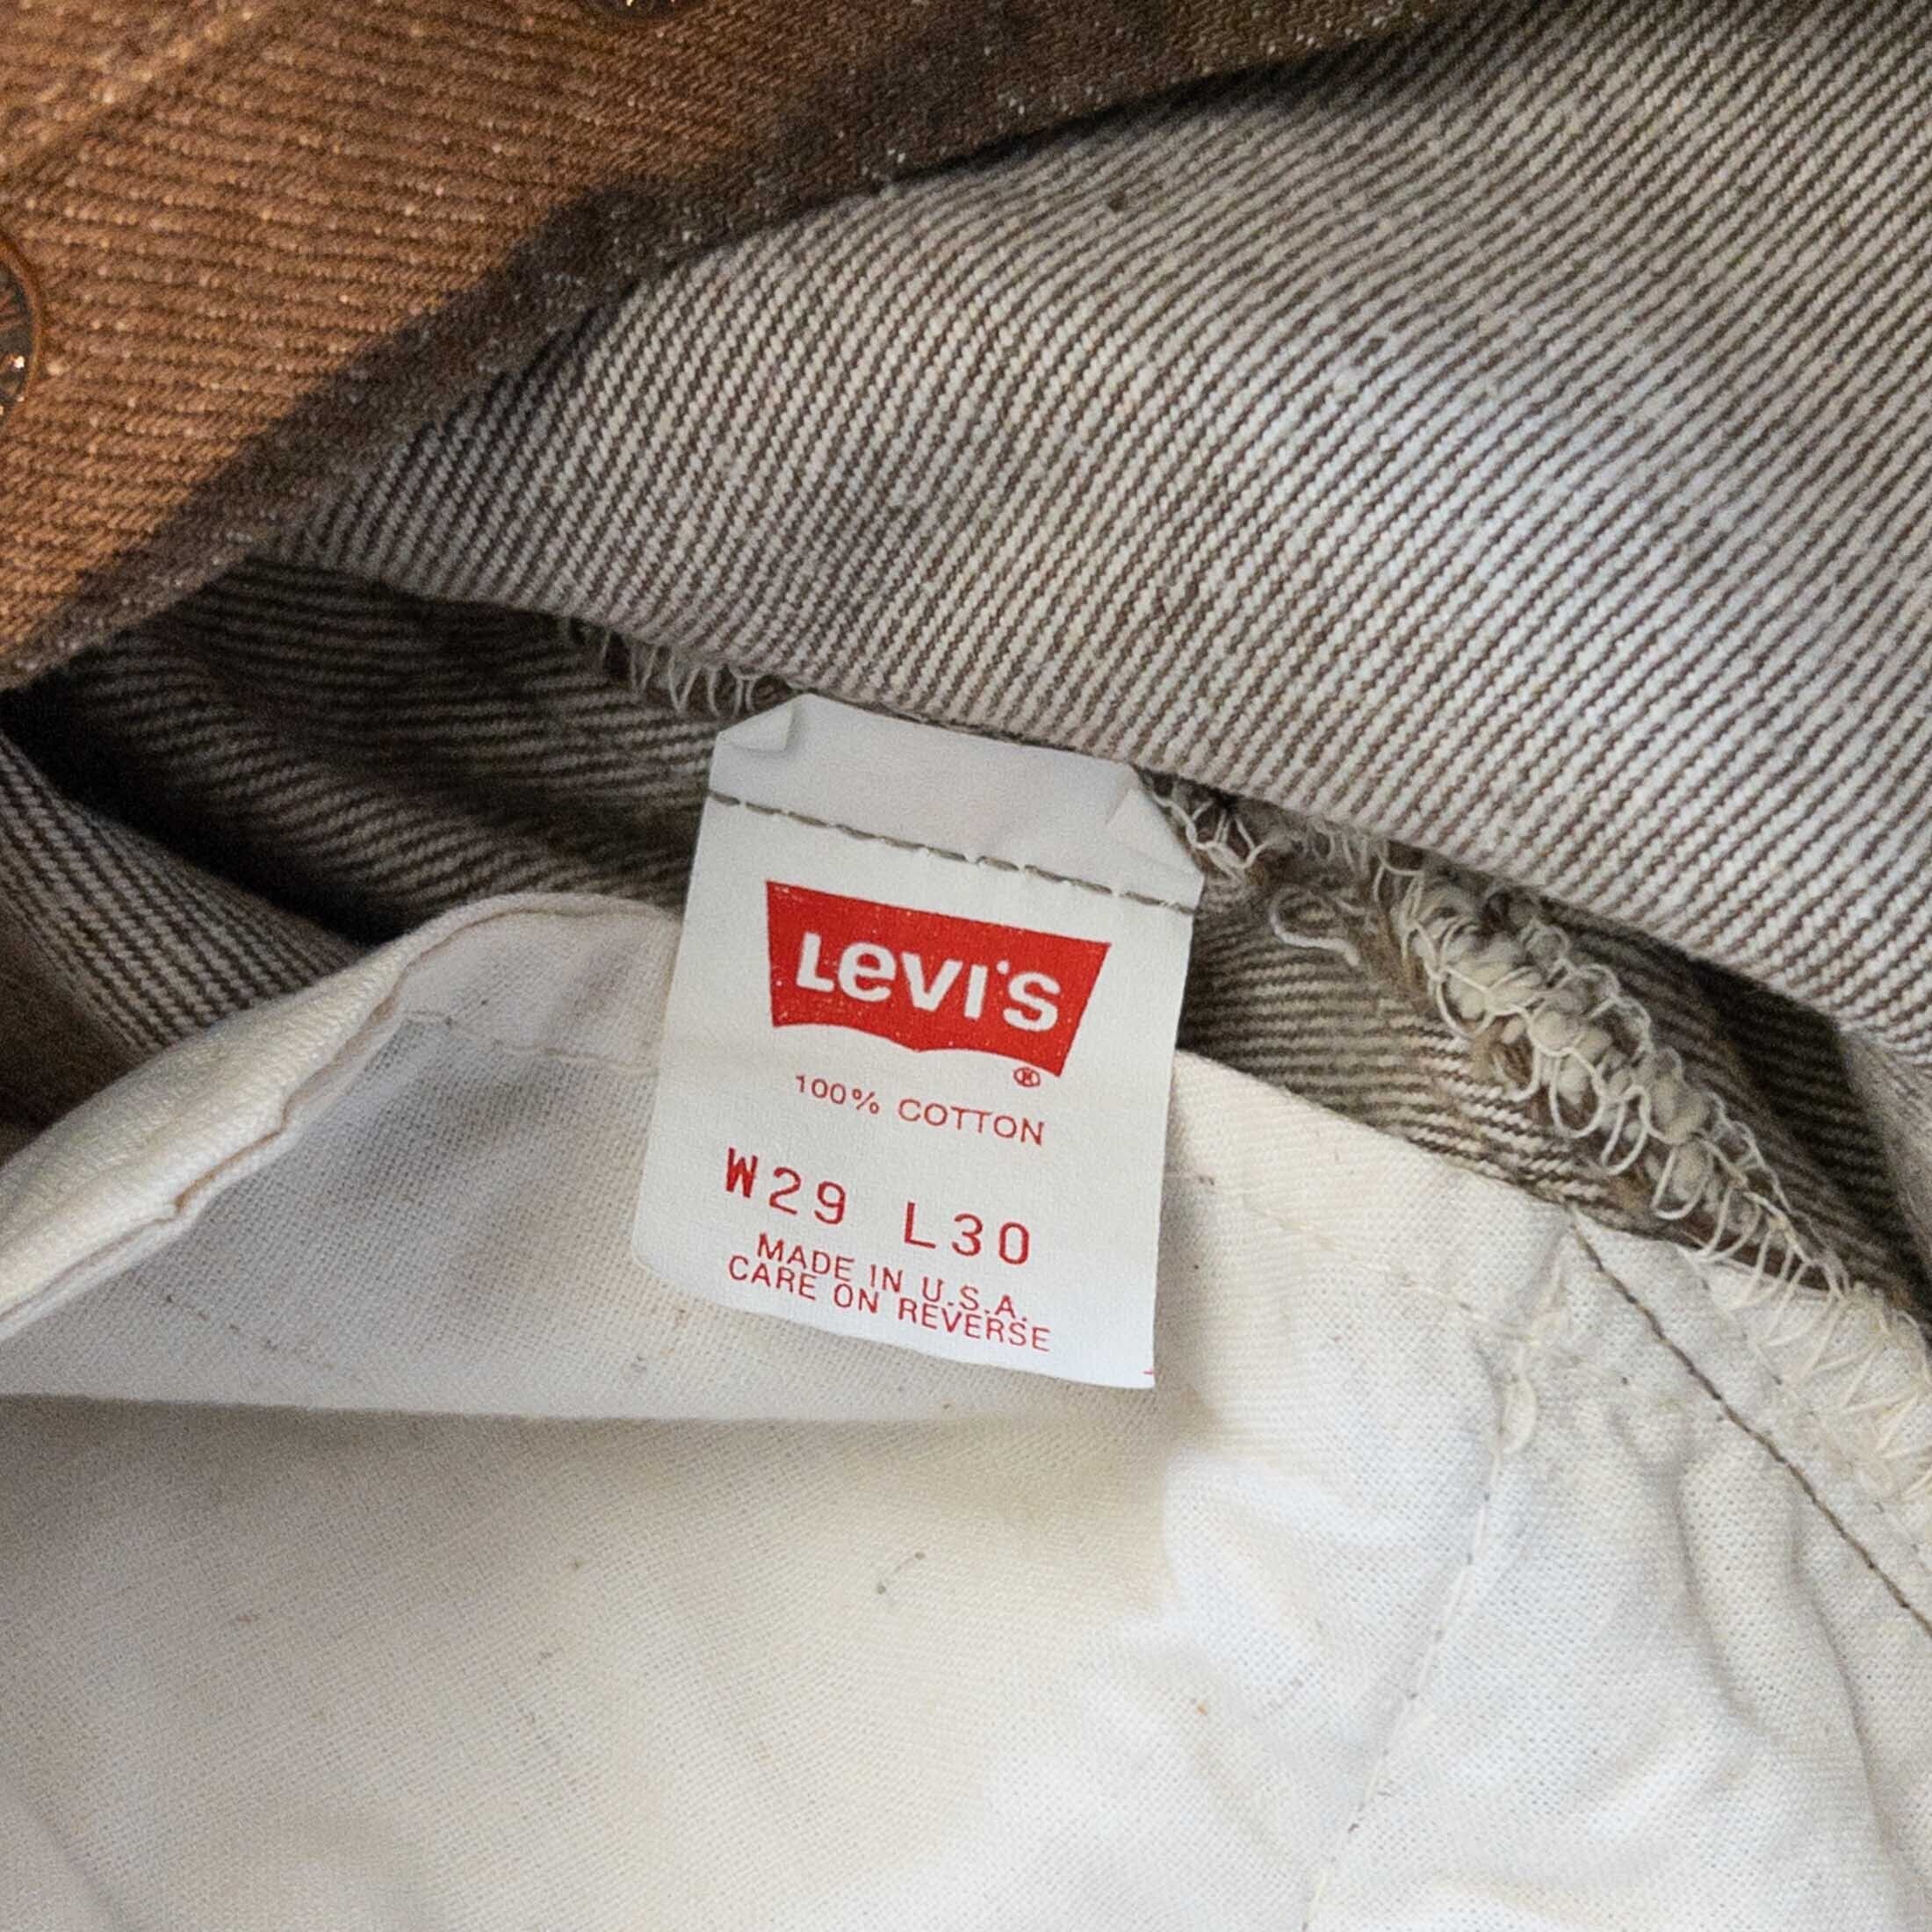 Levi's
®
100% COTTON
W29 L30
MADE IN U.S.A.
CARE ON REVERSE